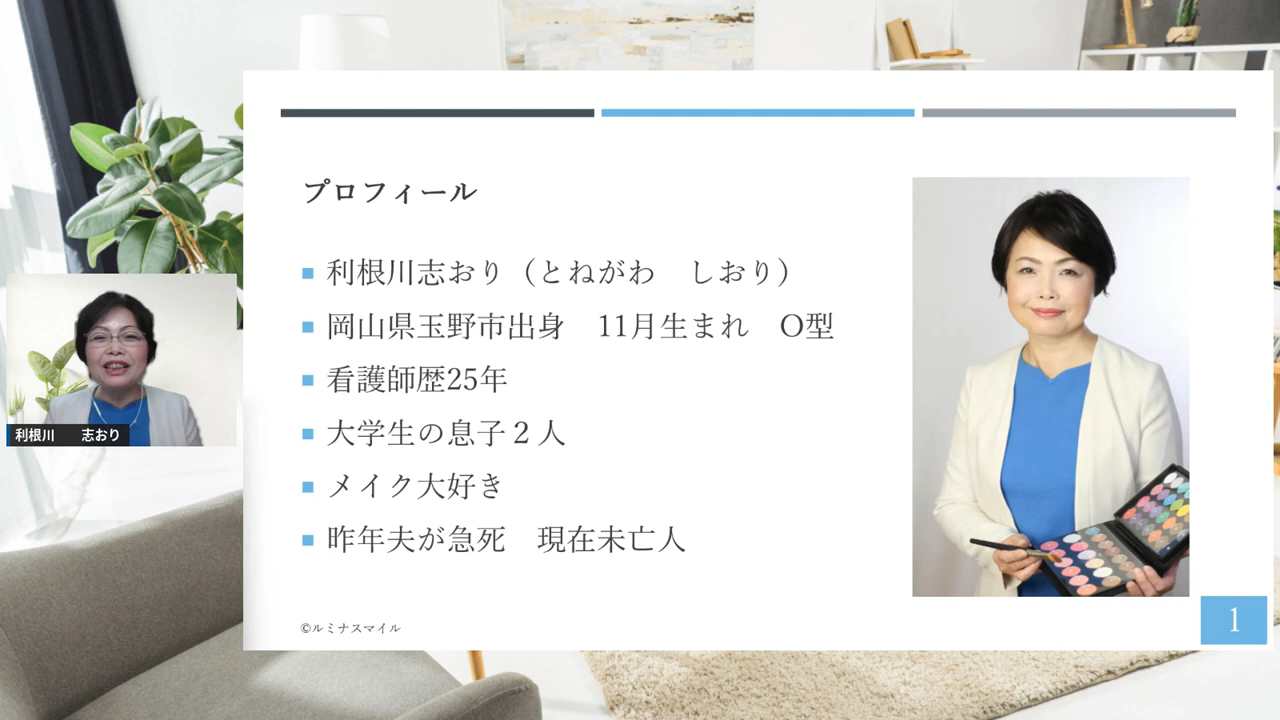 プロフィール
利根川志おり（とねがわ　しおり）
岡山県玉野市出身　11月生まれ　O型
看護師歴25年
大学生の息子２人
メイク大好き
昨年夫が急死　現在未亡人
©ルミナスマイル
1
利根川　志おり